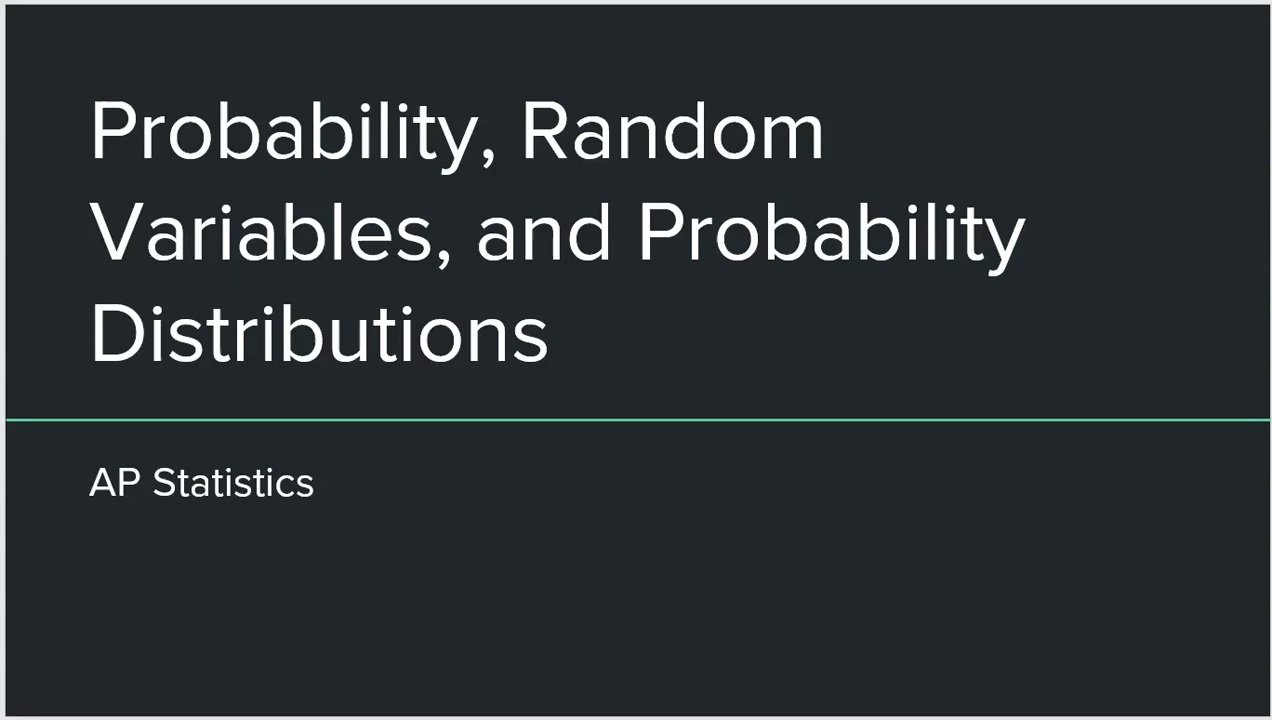 Probability, Random
Variables, and Probability
Distributions
AP Statistics